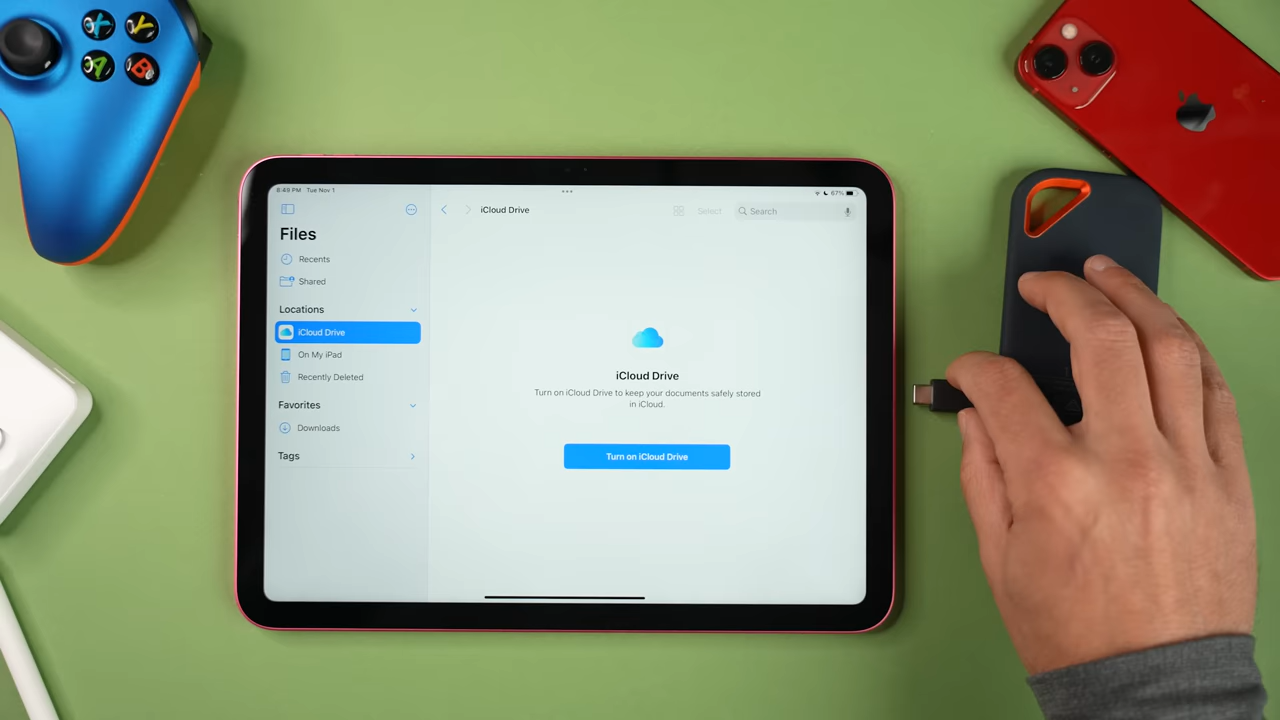 X
Y
A
B
8:49 PM Tue Nov 1
67%
Files
iCloud Drive
Select
Search
Recents
Shared
Locations
iCloud Drive
On My iPad
Recently Deleted
Favorites
Downloads
Tags
iCloud Drive
Turn on iCloud Drive to keep your documents safely stored
in iCloud.
Turn on iCloud Drive